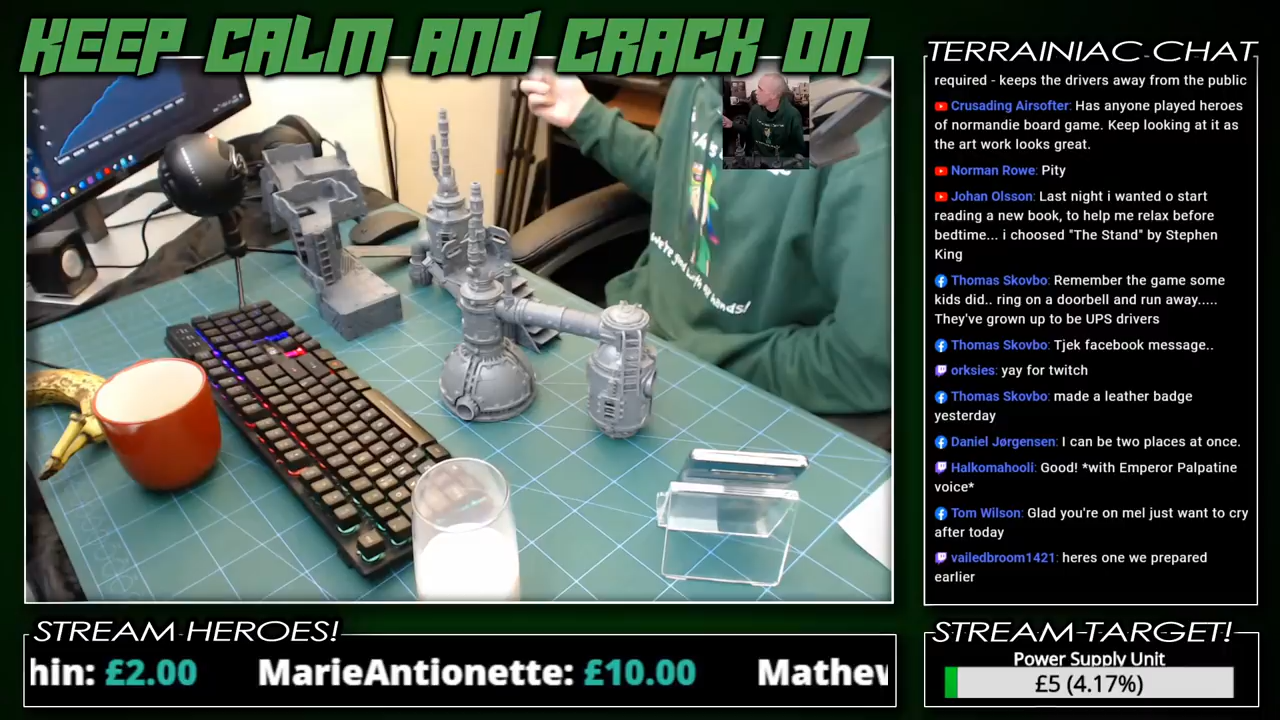 KEEP CALM AND CRACK ON
TERRAINIAC CHAT
required - keeps the drivers away from the public
Crusading Airsofter: Has anyone played heroes
of normandie board game. Keep looking at it as
the art work looks great.
Norman Rowe: Pity
Johan Olsson: Last night i wanted o start
reading a new book, to help me relax before
bedtime... i choosed "The Stand" by Stephen
King
Thomas Skovbo: Remember the game some
kids did.. ring on a doorbell and run away.....
They've grown up to be UPS drivers
Thomas Skovbo: Tjek facebook message..
orksies: yay for twitch
Thomas Skovbo: made a leather badge
yesterday
Daniel Jørgensen: I can be two places at once.
Halkomahooli: Good! *with Emperor Palpatine
voice*
Tom Wilson: Glad you're on mel just want to cry
after today
vailedbroom1421: heres one we prepared
earlier
we're good with our hands!
STREAM HEROES!
hin: £2.00 MarieAntionette: £10.00 Mathew
STREAM TARGET!
Power Supply Unit
£5 (4.17%)